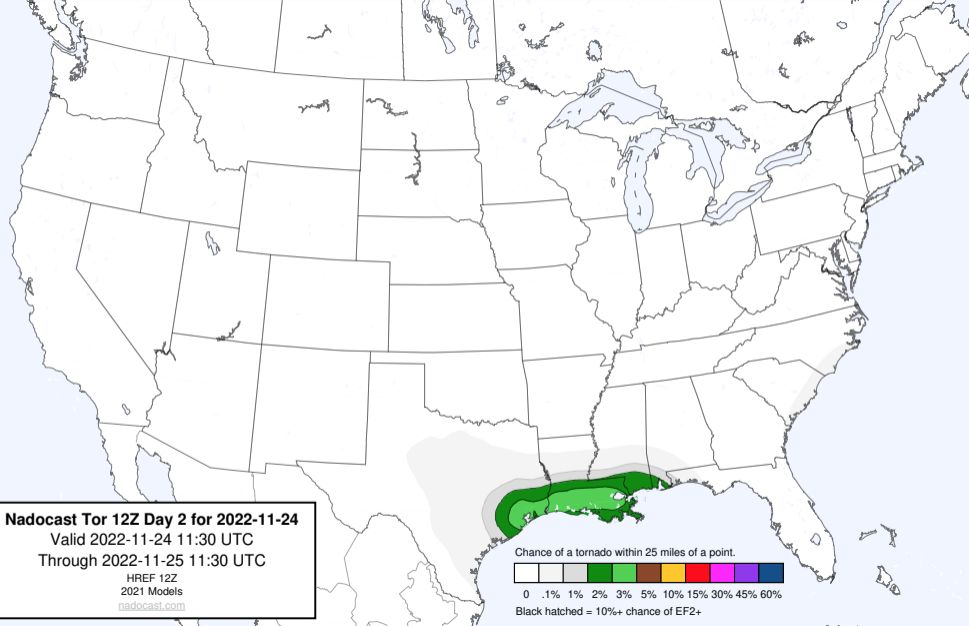 Nadocast Tor 12Z Day 2 for 2022-11-24
Valid 2022-11-24 11:30 UTC
Through 2022-11-25 11:30 UTC
HREF 12Z
2021 Models
nadocast.com
Chance of a tornado within 25 miles of a point.
0 .1% 1% 2% 3% 5% 10% 15% 30% 45% 60%
Black hatched = 10%+ chance of EF2+